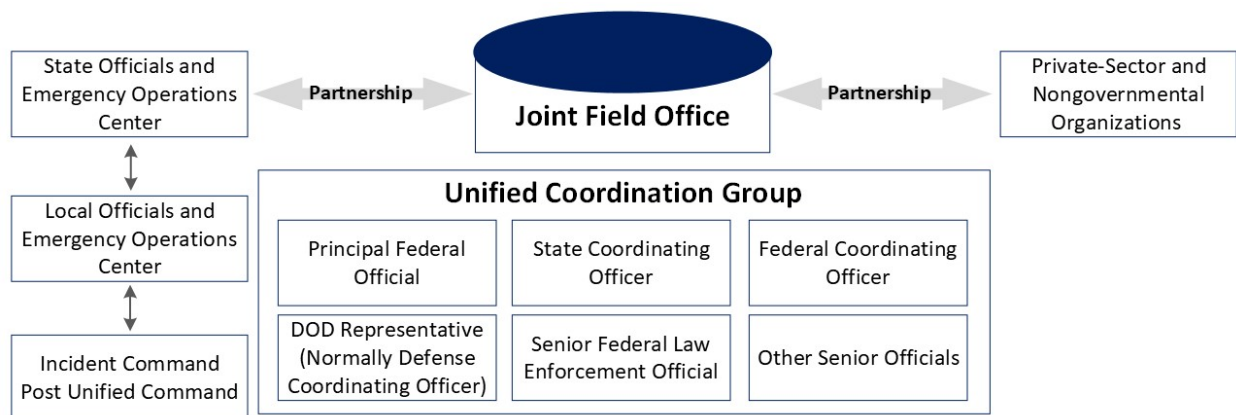 State Officials and
Emergency Operations
Center
Partnership
Joint Field Office
Partnership
Private-Sector and
Nongovernmental
Organizations
Local Officials and
Emergency Operations
Center
Incident Command
Post Unified Command
Unified Coordination Group
Principal Federal
Official
State Coordinating
Officer
Federal Coordinating
Officer
DOD Representative
(Normally Defense
Coordinating Officer)
Senior Federal Law
Enforcement Official
Other Senior Officials